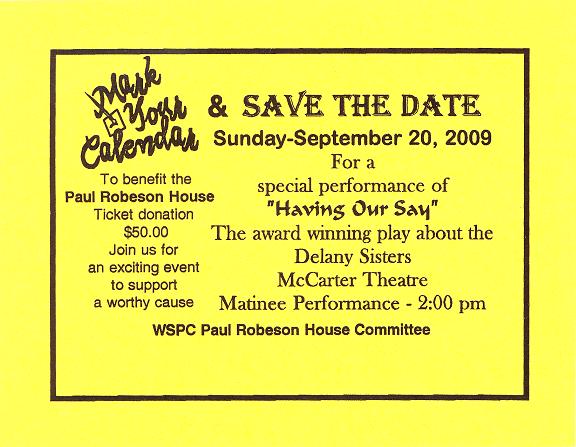 Mark
Your
Calendar
& SAVE THE DATE
Sunday-September 20, 2009
For a
special performance of
"Having Our Say"
The award winning play about the
Delany Sisters
McCarter Theatre
Matinee Performance - 2:00 pm
To benefit the
Paul Robeson House
Ticket donation
$50.00
Join us for
an exciting event
to support
a worthy cause
WSPC Paul Robeson House Committee